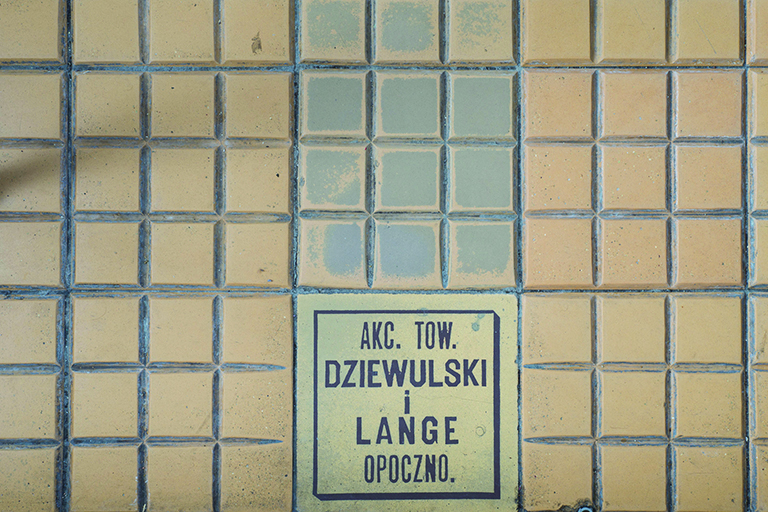 AKC. TOW.
DZIEWULSKI
i
LANGE
OPOCZNO.